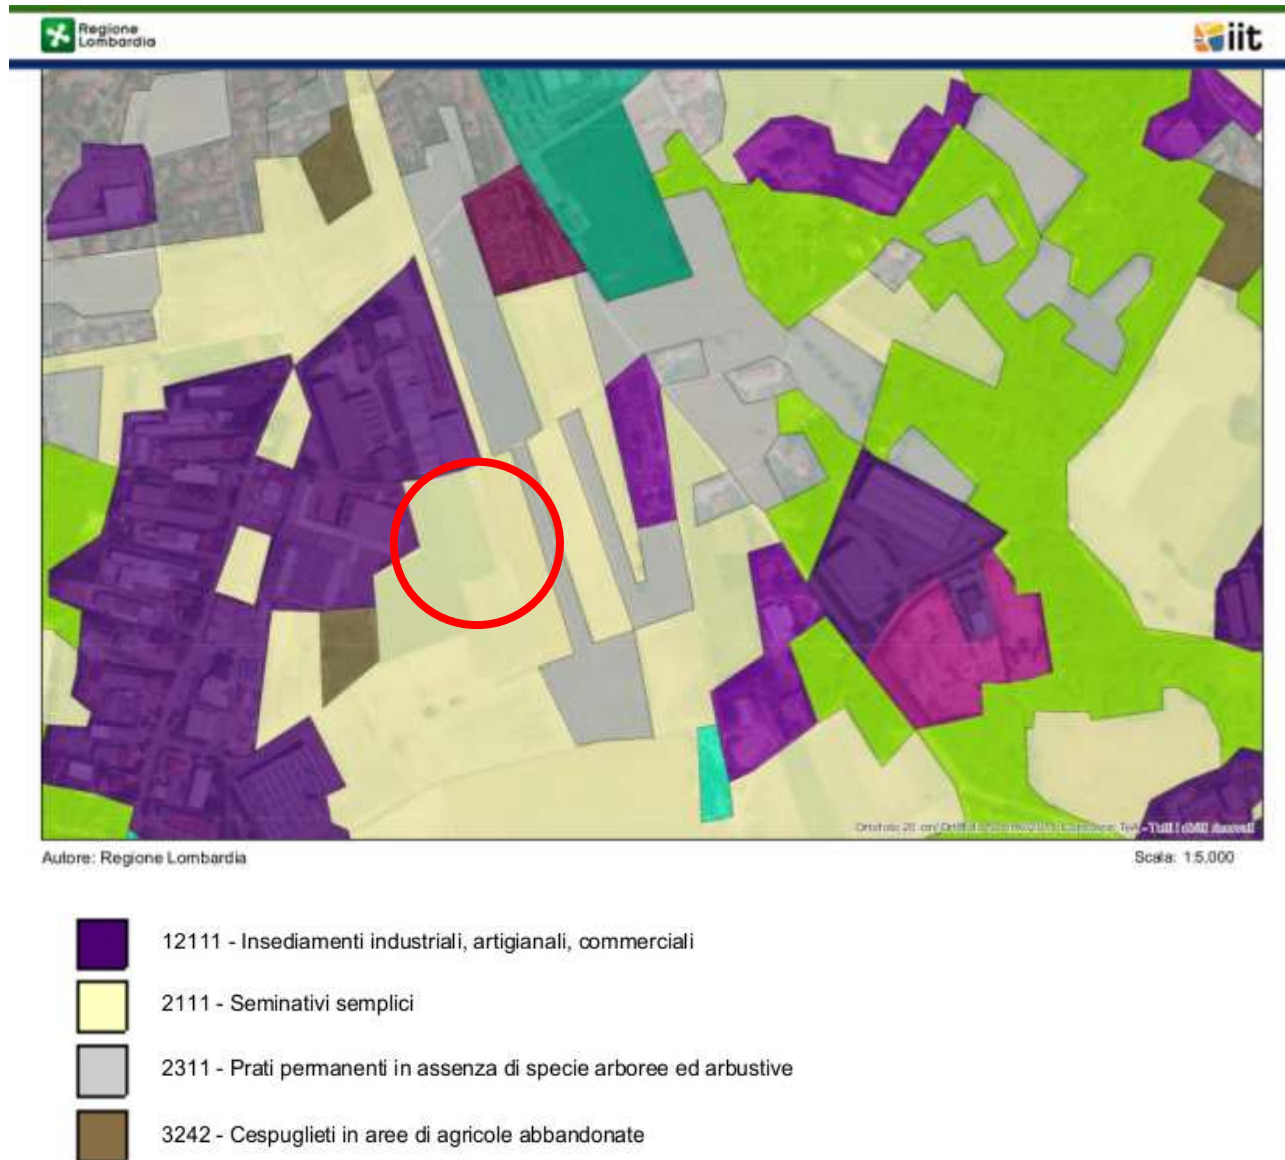 Regione
Lombardia
iit
Autore: Regione Lombardia
Scala: 1:5.000
12111 - Insediamenti industriali, artigianali, commerciali
2111 - Seminativi semplici
2311 - Prati permanenti in assenza di specie arboree ed arbustive
3242 - Cespuglieti in aree di agricole abbandonate